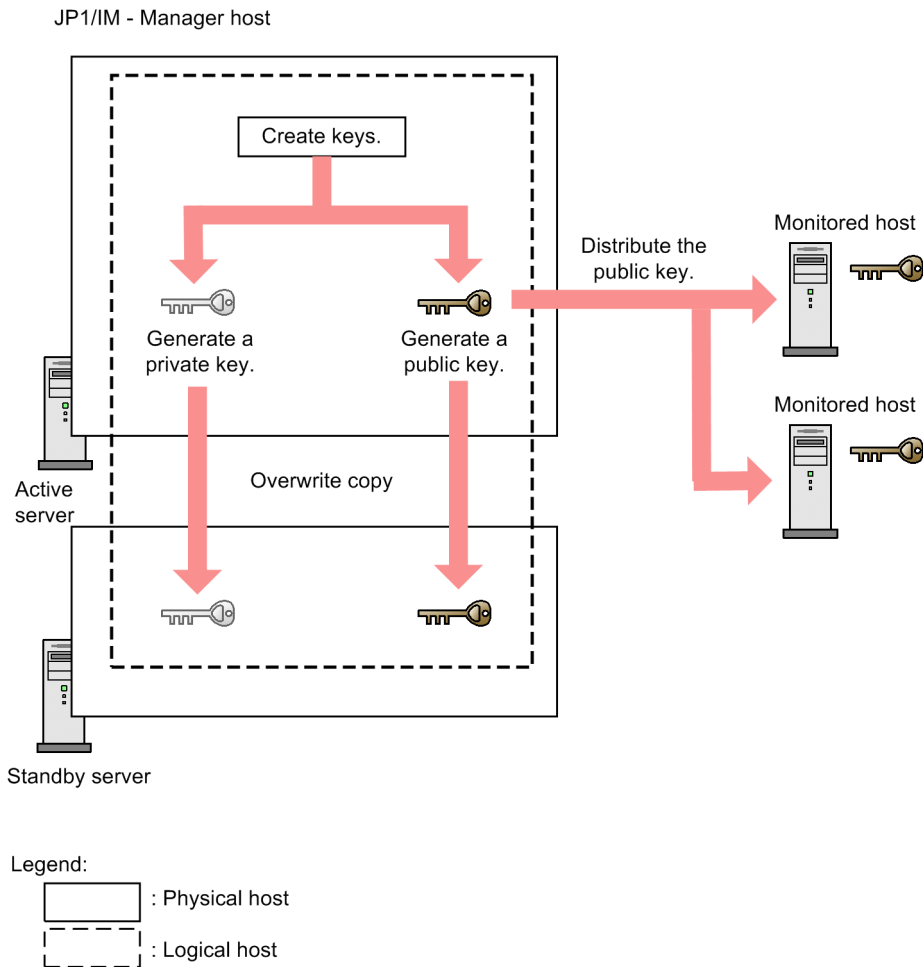 JP1/IM - Manager host
Create keys.
Monitored host
Distribute the
public key.
Generate a
private key.
Generate a
public key.
Monitored host
Overwrite copy
Active
server
Standby server
Legend:
: Physical host
: Logical host